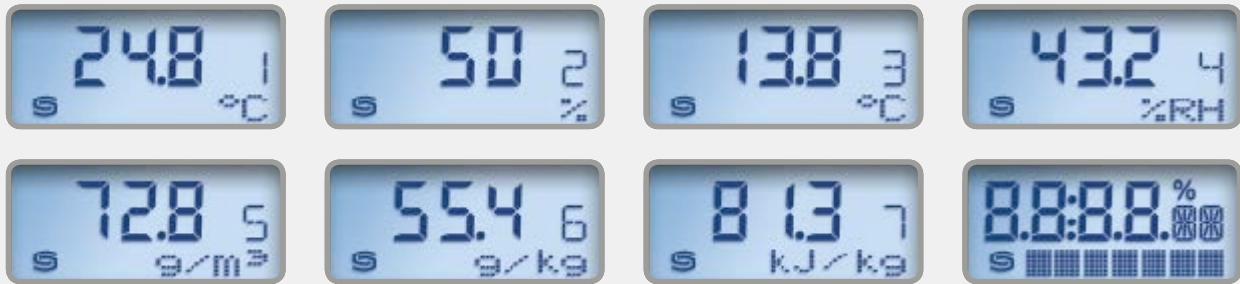 24.8 1
S °C
50 2
S %
13.8 3
S °C
43.2 4
S %RH
72.8 5
S g/m³
55.4 6
S g/kg
81.3 7
S kJ/kg
8.8:8.8. %
S